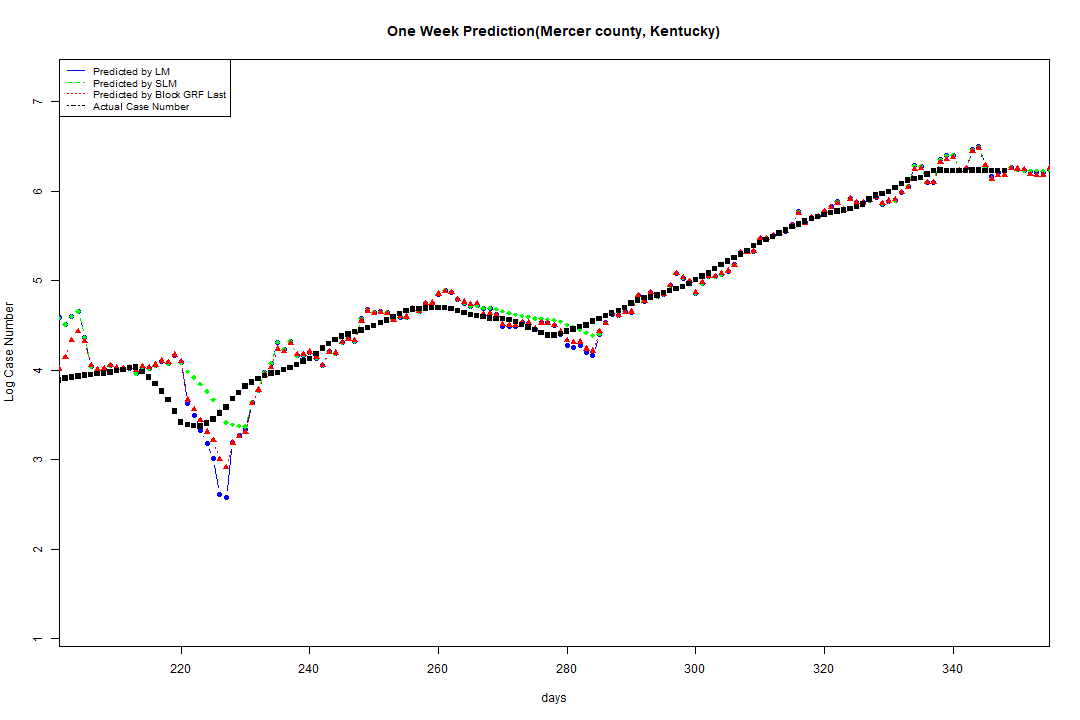 One Week Prediction(Mercer county, Kentucky)
Predicted by LM
Predicted by SLM
Predicted by Block GRF Last
Actual Case Number
7
6
5
4
3
2
1
Log Case Number
220 240 260 280 300 320 340
days